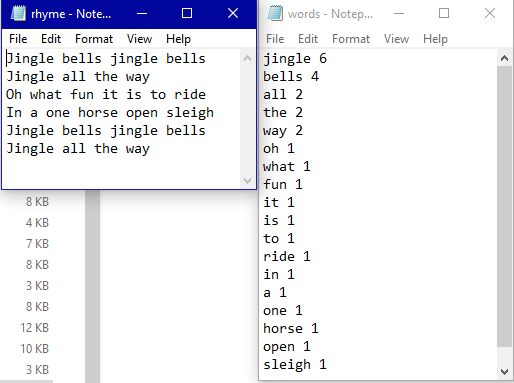 rhyme - Notep...
File Edit Format View Help
Jingle bells jingle bells
Jingle all the way
Oh what fun it is to ride
In a one horse open sleigh
Jingle bells jingle bells
Jingle all the way
8 KB
4 KB
7 KB
8 KB
3 KB
8 KB
12 KB
10 KB
3 KB
words - Notep...
File Edit Format View Help
jingle 6
bells 4
all 2
the 2
way 2
oh 1
what 1
fun 1
it 1
is 1
to 1
ride 1
in 1
a 1
one 1
horse 1
open 1
sleigh 1